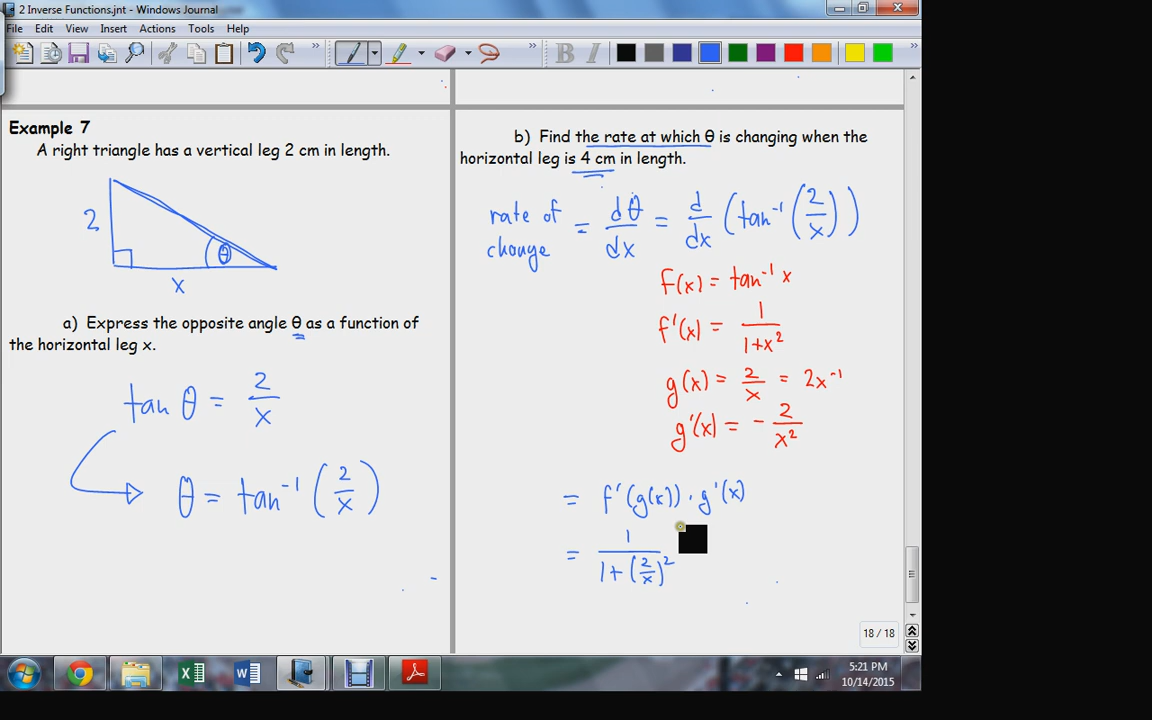 2 Inverse Functions.jnt - Windows Journal
File Edit View Insert Actions Tools Help
Example 7
A right triangle has a vertical leg 2 cm in length.
2
θ
x
a) Express the opposite angle θ as a function of
the horizontal leg x.
tan θ = 2/x
θ = tan⁻¹ (2/x)
b) Find the rate at which θ is changing when the
horizontal leg is 4 cm in length.
rate of change = dθ/dx = d/dx (tan⁻¹ (2/x))
f(x) = tan⁻¹ x
f'(x) = 1/(1+x²)
g(x) = 2/x = 2x⁻¹
g'(x) = - 2/x²
= f'(g(x)) · g'(x)
= 1/(1+(2/x)²)
18 / 18
5:21 PM
10/14/2015